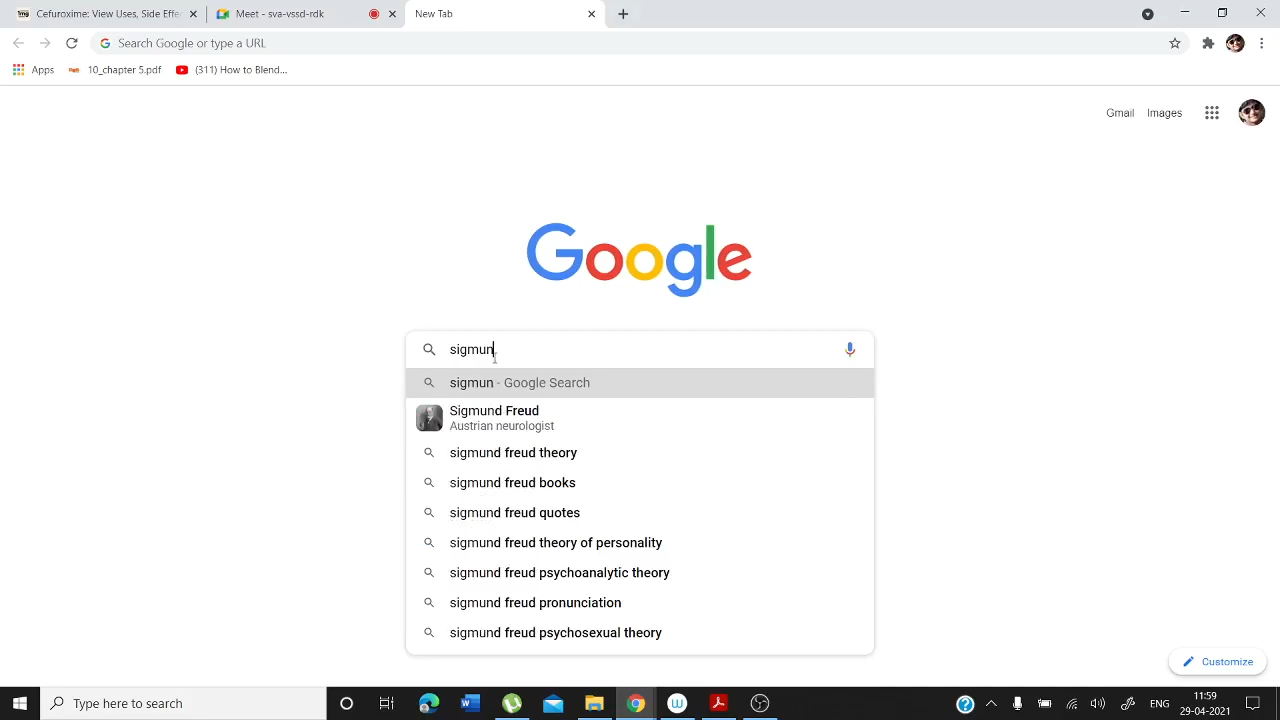 Cefuroxime: View Uses, Side Effe
Meet - sva-vssd-rdk
New Tab
Search Google or type a URL
Apps
10_chapter 5.pdf
(311) How to Blend...
Gmail
Images
Google
sigmun
sigmun - Google Search
Sigmund Freud
Austrian neurologist
sigmund freud theory
sigmund freud books
sigmund freud quotes
sigmund freud theory of personality
sigmund freud psychoanalytic theory
sigmund freud pronunciation
sigmund freud psychosexual theory
Customize
Type here to search
ENG
11:59
29-04-2021